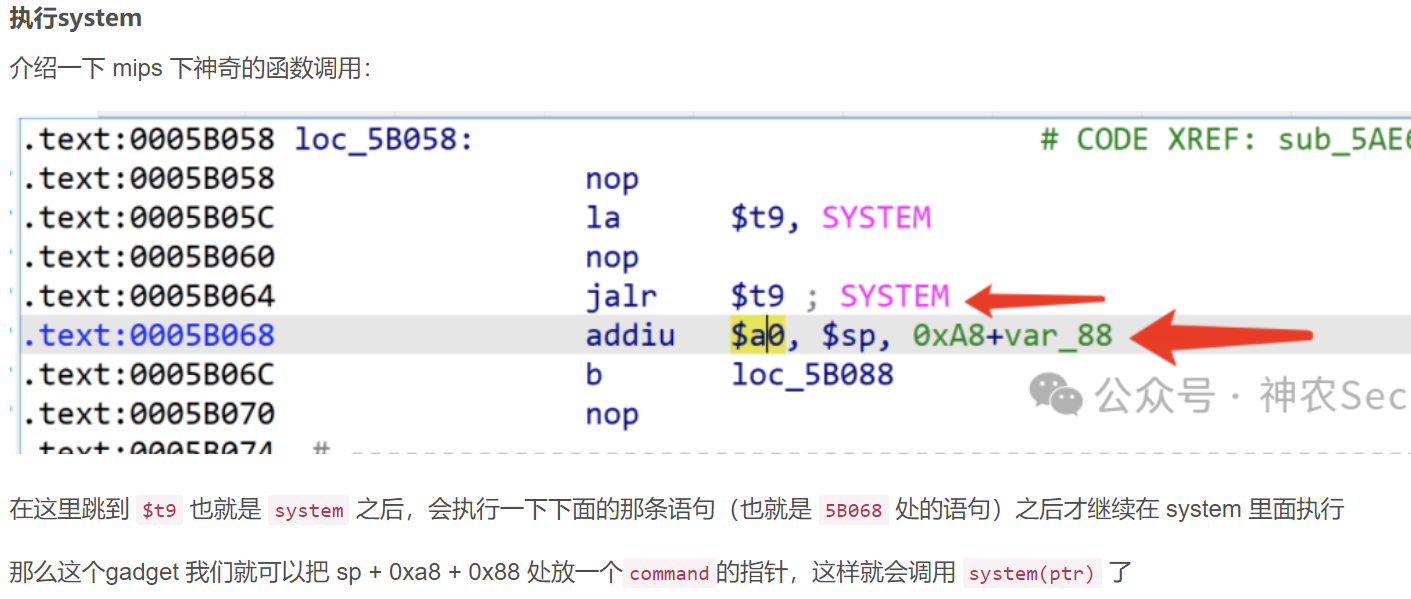 执行system
介绍一下 mips 下神奇的函数调用：
.text:0005B058 loc_5B058: # CODE XREF: sub_5AE
.text:0005B058 nop
.text:0005B05C la $t9, SYSTEM
.text:0005B060 nop
.text:0005B064 jalr $t9 ; SYSTEM
.text:0005B068 addiu $a0, $sp, 0xA8+var_88
.text:0005B06C b loc_5B088
.text:0005B070 nop
.text:0005B074 # ---------------------------------------------
公众号 · 神农Sec
在这里跳到 $t9 也就是 system 之后，会执行一下下面的那条语句（也就是 5B068 处的语句）之后才继续在 system 里面执行
那么这个gadget 我们就可以把 sp + 0xa8 + 0x88 处放一个 command 的指针，这样就会调用 system(ptr) 了